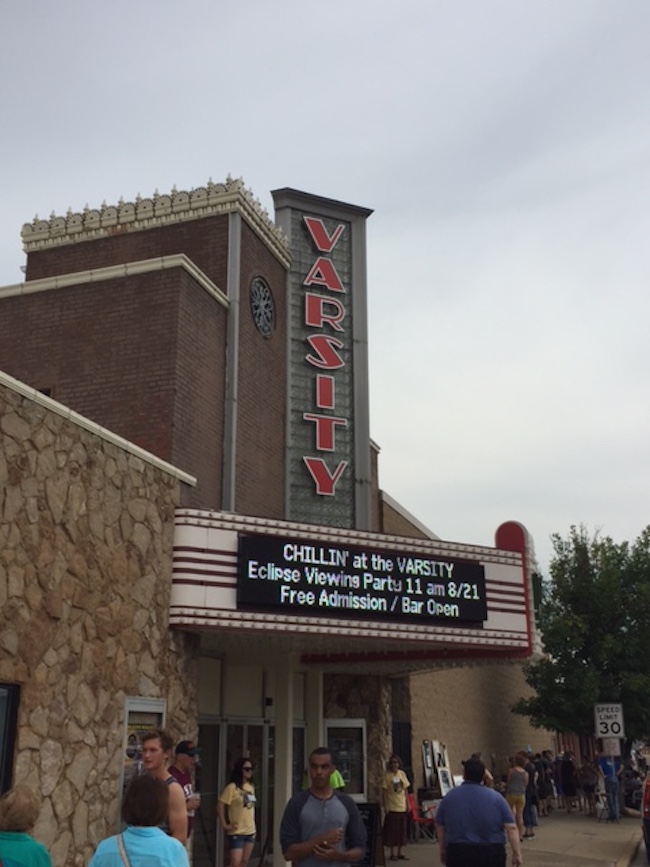 VARSITY
CHILLIN' at the VARSITY
Eclipse Viewing Party 11 am 8/21
Free Admission / Bar Open
SPEED
LIMIT
30